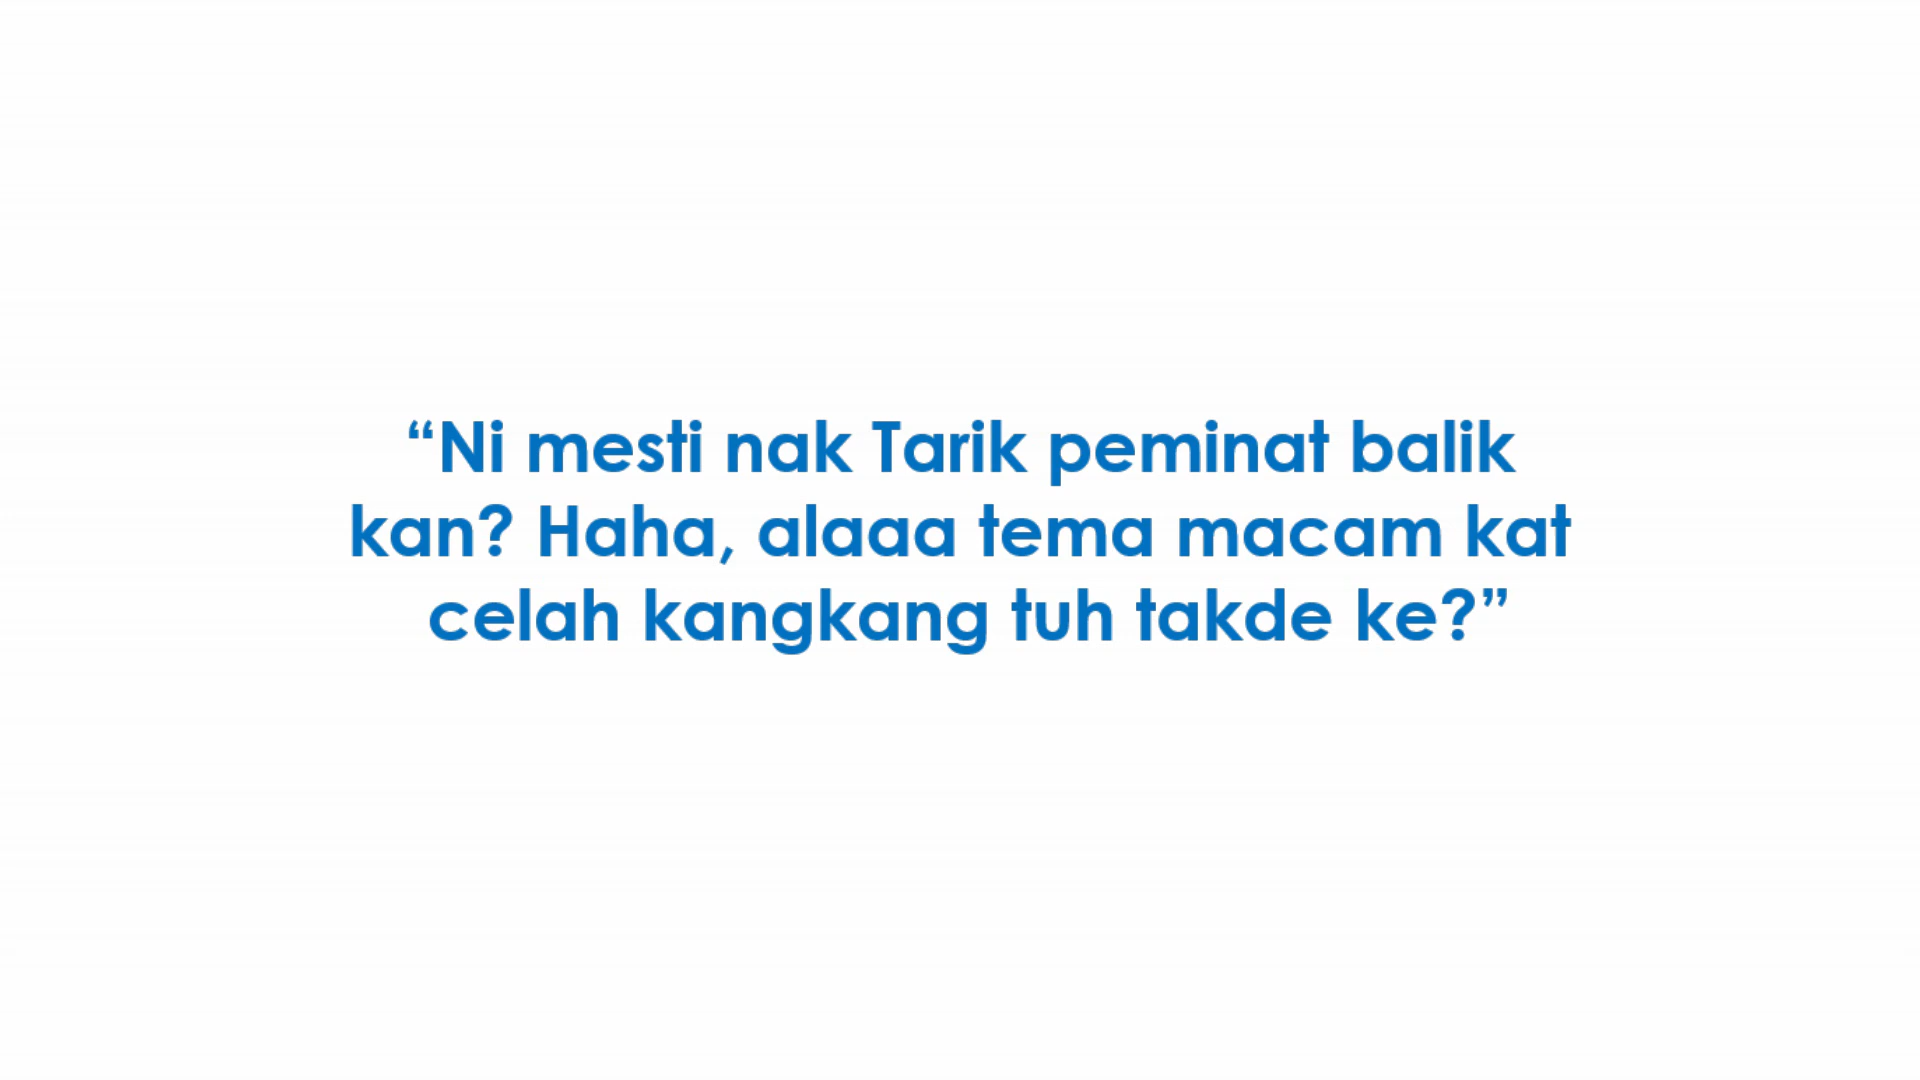 “Ni mesti nak Tarik peminat balik
kan? Haha, alaaa tema macam kat
celah kangkang tuh takde ke?”